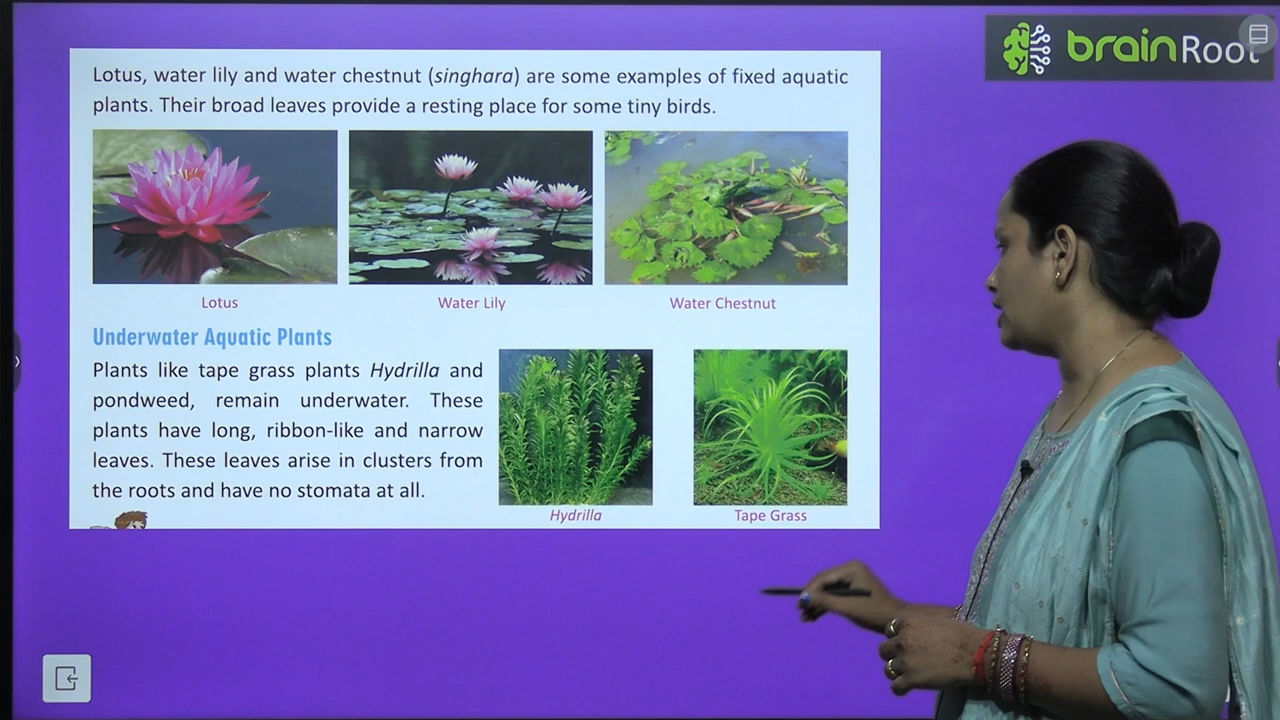 brainRoot
Lotus, water lily and water chestnut (singhara) are some examples of fixed aquatic
plants. Their broad leaves provide a resting place for some tiny birds.
Lotus
Water Lily
Water Chestnut
Underwater Aquatic Plants
Plants like tape grass plants Hydrilla and
pondweed, remain underwater. These
plants have long, ribbon-like and narrow
leaves. These leaves arise in clusters from
the roots and have no stomata at all.
Hydrilla
Tape Grass